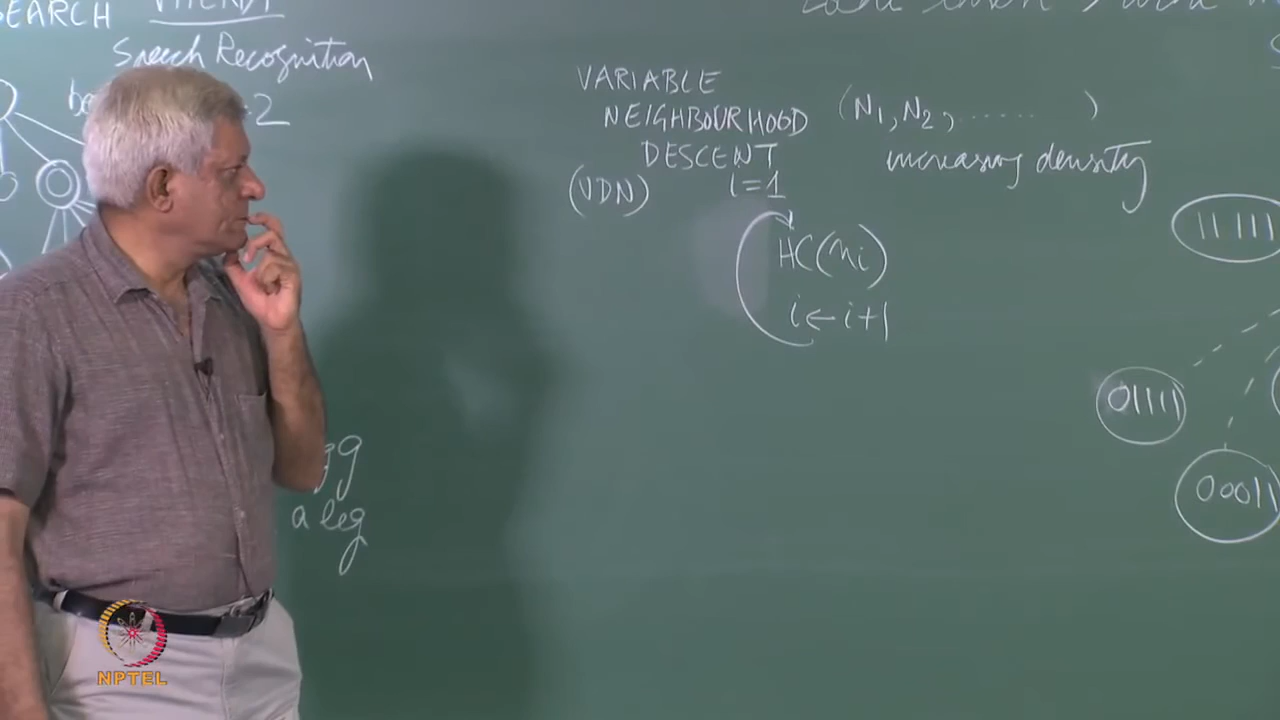 SEARCH
Speech Recognition
2
VARIABLE
NEIGHBOURHOOD
DESCENT
(VDN)
(N1, N2, ...... )
increasing density
i=1
HC(ni)
i←i+1
11111
01111
00011
a leg
NPTEL